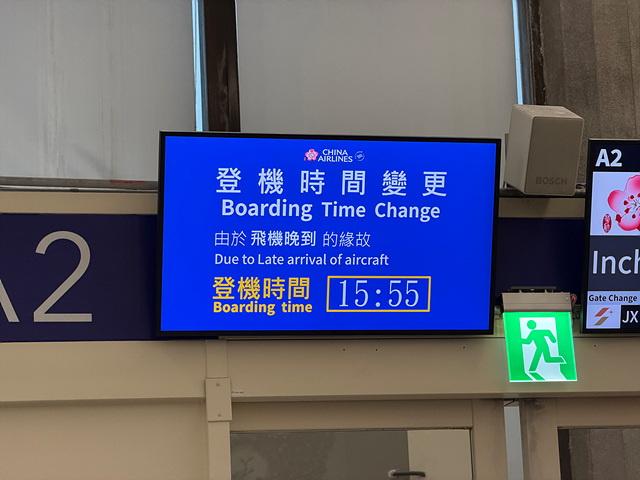 CHINA AIRLINES
登機時間變更
Boarding Time Change
由於 飛機晚到 的緣故
Due to Late arrival of aircraft
登機時間
Boarding time
15:55
A2
BOSCH
A2
Inch
Gate Change
JX